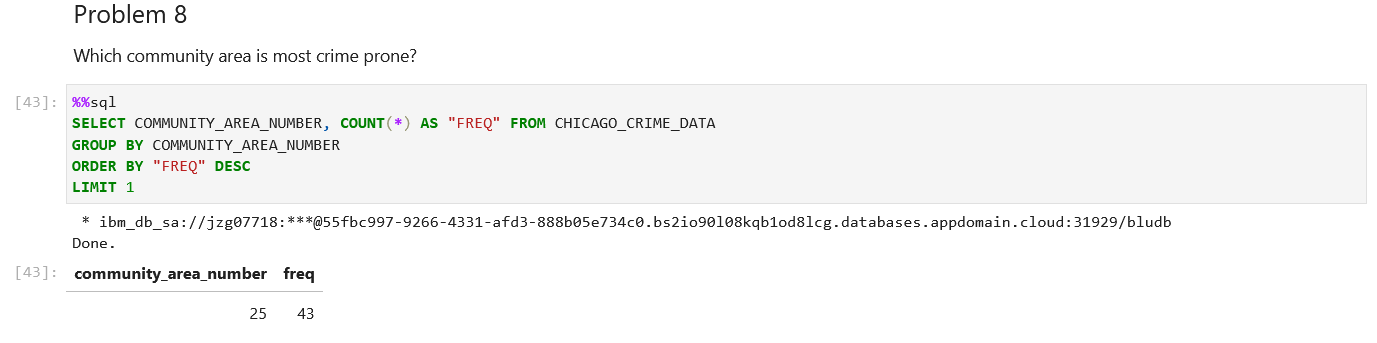 Problem 8
Which community area is most crime prone?
[43]: %%sql
SELECT COMMUNITY_AREA_NUMBER, COUNT(*) AS "FREQ" FROM CHICAGO_CRIME_DATA
GROUP BY COMMUNITY_AREA_NUMBER
ORDER BY "FREQ" DESC
LIMIT 1
* ibm_db_sa://jzg07718:***@55fbc997-9266-4331-afd3-888b05e734c0.bs2io90l08kqb1od8lcg.databases.appdomain.cloud:31929/bludb
Done.
[43]: community_area_number freq
25 43